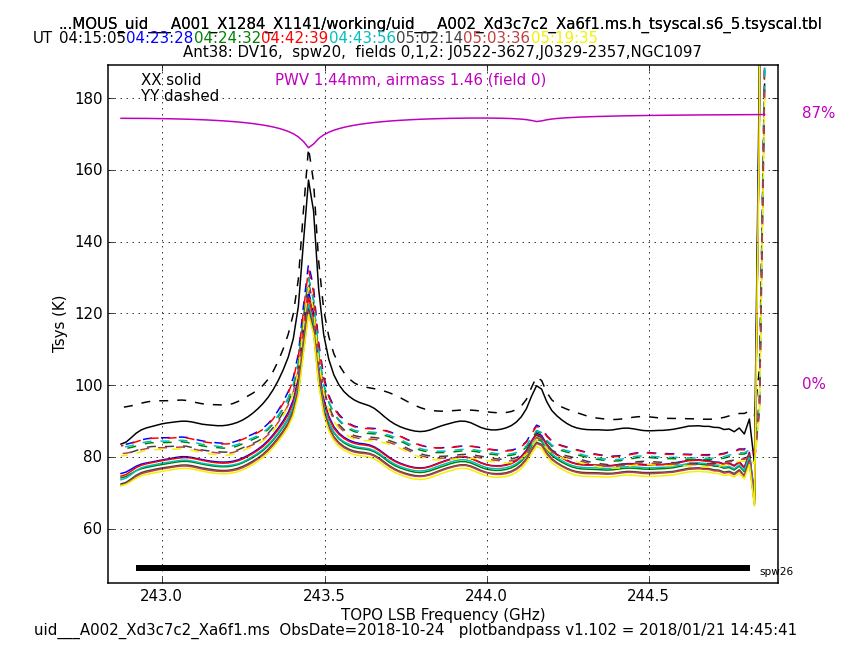 ...MOUS_uid___A001_X1284_X1141/working/uid___A002_Xd3c7c2_Xa6f1.ms.h_tsyscal.s6_5.tsyscal.tbl
UT 04:15:05 04:23:28 04:24:32 04:42:39 04:43:56 05:02:14 05:03:36 05:19:35
Ant38: DV16, spw20, fields 0,1,2: J0522-3627,J0329-2357,NGC1097
XX solid
YY dashed
PWV 1.44mm, airmass 1.46 (field 0)
87%
0%
180
160
140
120
100
80
60
Tsys (K)
spw26
243.0 243.5 244.0 244.5
TOPO LSB Frequency (GHz)
uid___A002_Xd3c7c2_Xa6f1.ms ObsDate=2018-10-24 plotbandpass v1.102 = 2018/01/21 14:45:41